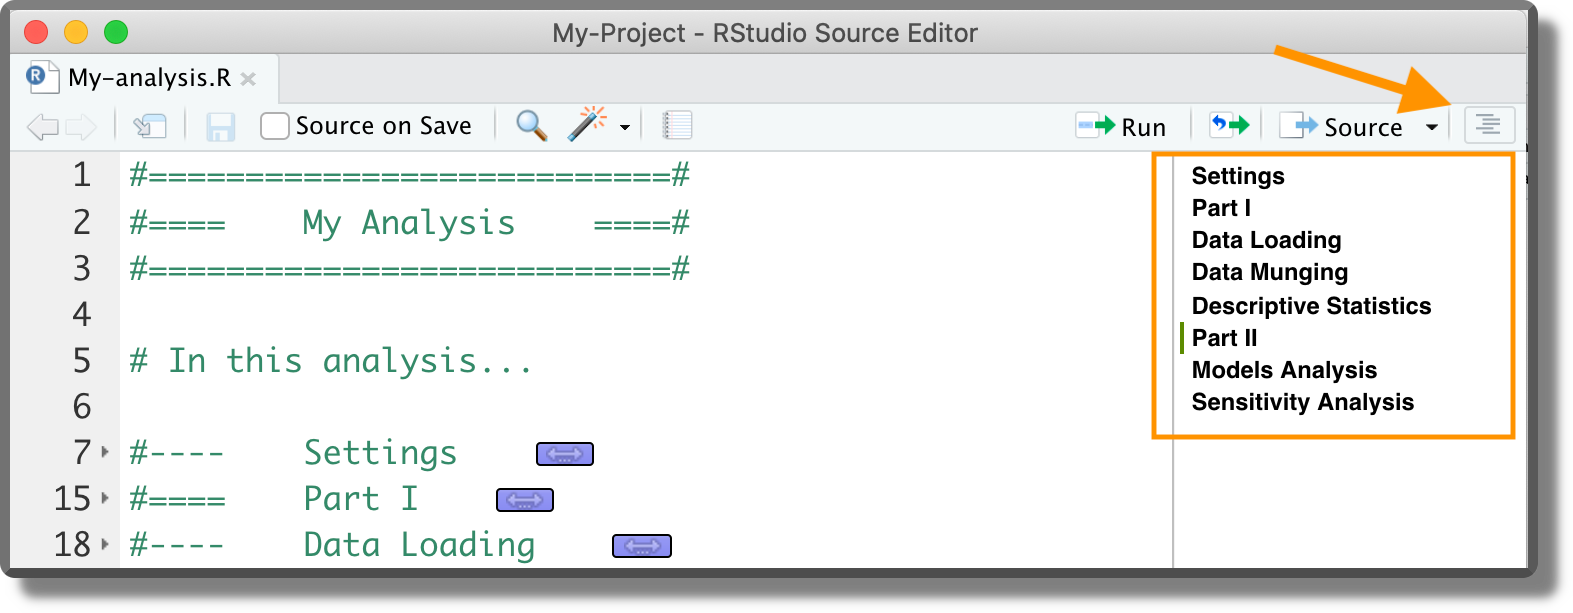 My-Project - RStudio Source Editor
R My-analysis.R
Source on Save Run Source
1 #===========================#
2 #==== My Analysis ====#
3 #===========================#
4
5 # In this analysis...
6
7 #---- Settings
15 #==== Part I
18 #---- Data Loading
Settings
Part I
Data Loading
Data Munging
Descriptive Statistics
Part II
Models Analysis
Sensitivity Analysis